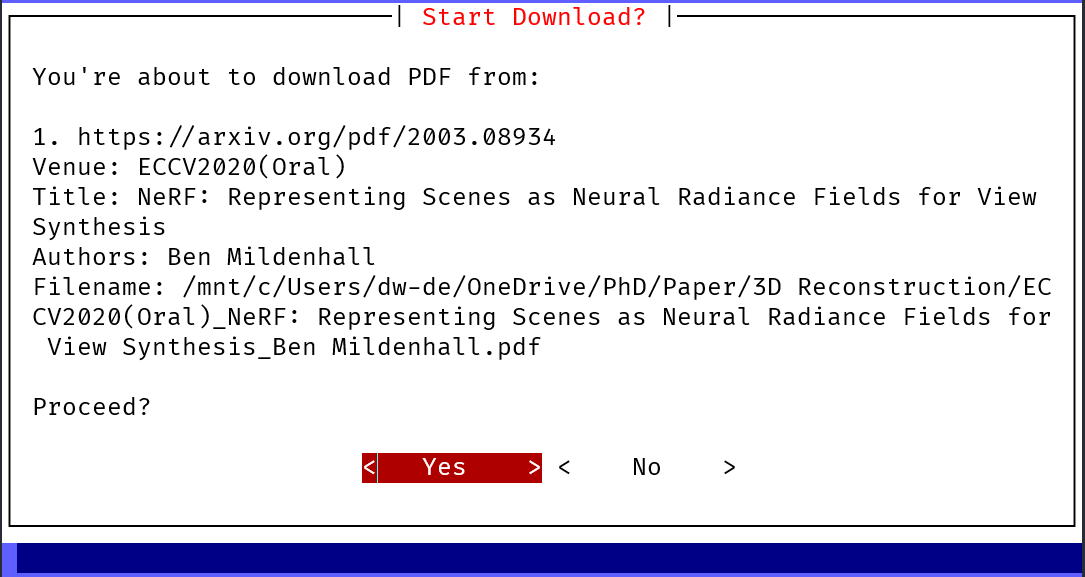 | Start Download? |
You're about to download PDF from:
1. https://arxiv.org/pdf/2003.08934
Venue: ECCV2020(Oral)
Title: NeRF: Representing Scenes as Neural Radiance Fields for View
Synthesis
Authors: Ben Mildenhall
Filename: /mnt/c/Users/dw-de/OneDrive/PhD/Paper/3D Reconstruction/EC
CV2020(Oral)_NeRF: Representing Scenes as Neural Radiance Fields for
 View Synthesis_Ben Mildenhall.pdf
Proceed?
< Yes > < No >